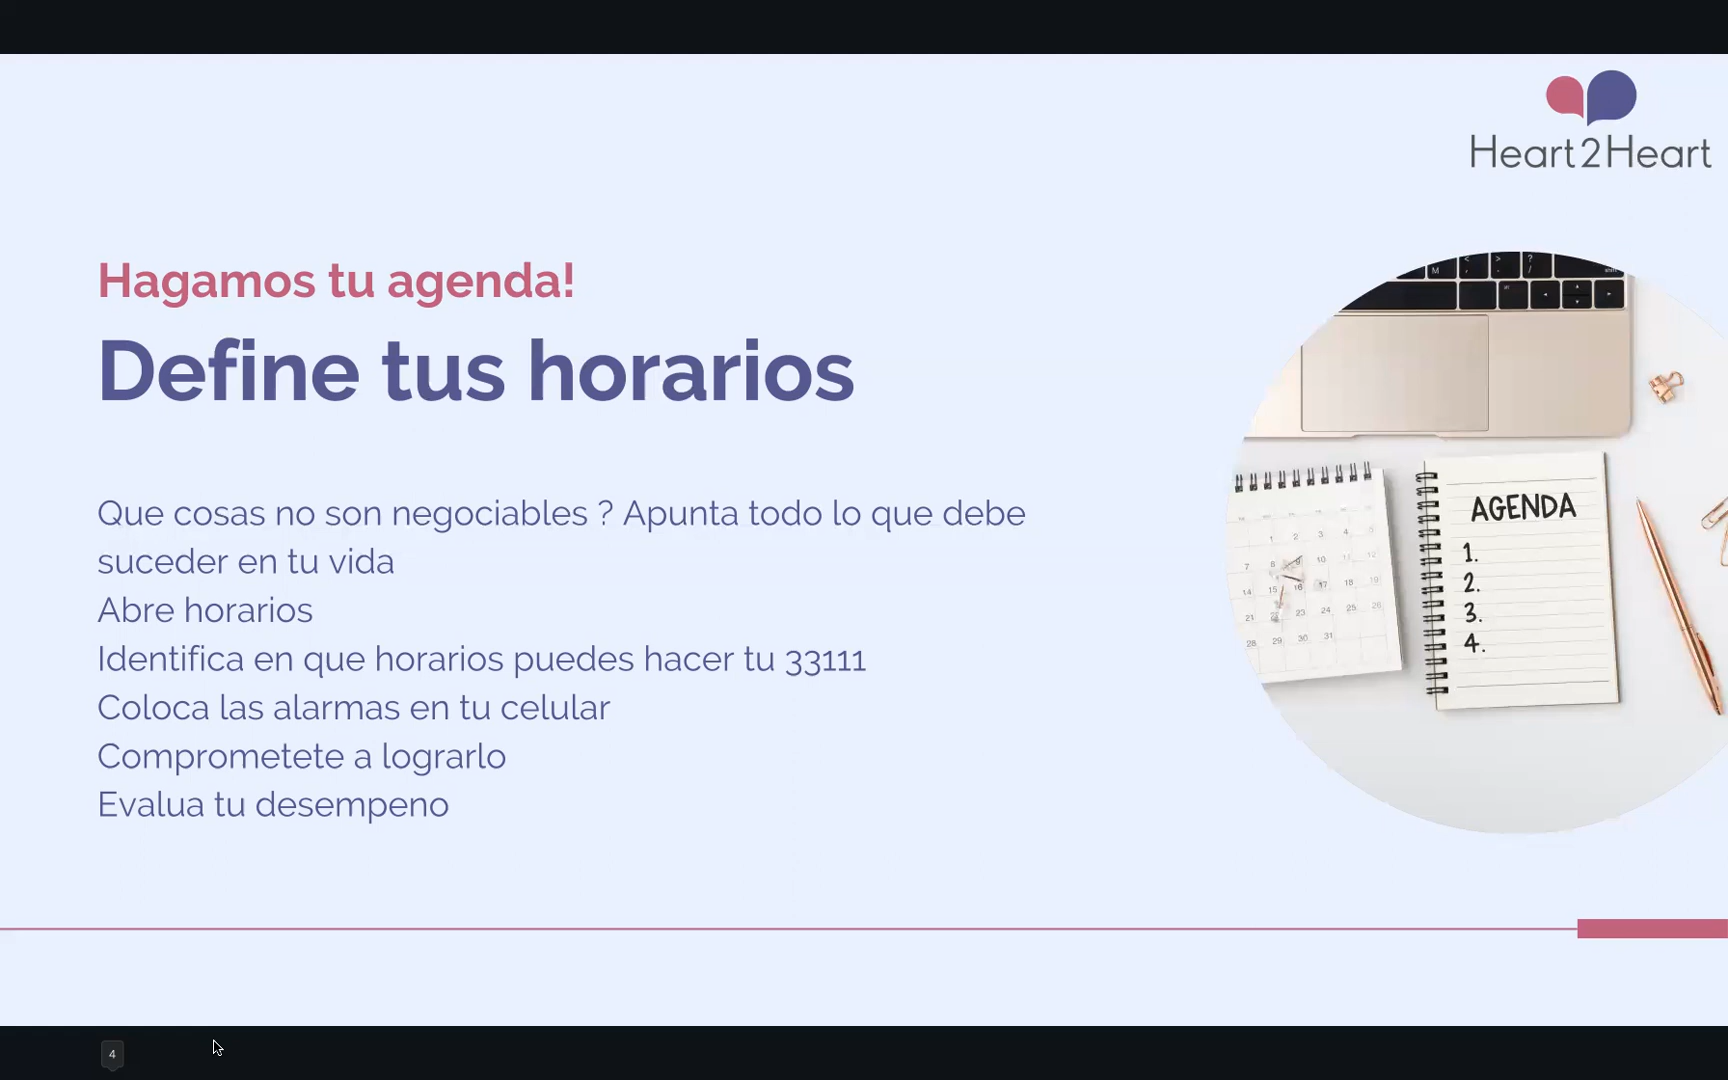 Heart2Heart
Hagamos tu agenda!
Define tus horarios
Que cosas no son negociables ? Apunta todo lo que debe
suceder en tu vida
Abre horarios
Identifica en que horarios puedes hacer tu 33111
Coloca las alarmas en tu celular
Comprometete a lograrlo
Evalua tu desempeno
AGENDA
1.
2.
3.
4.
4